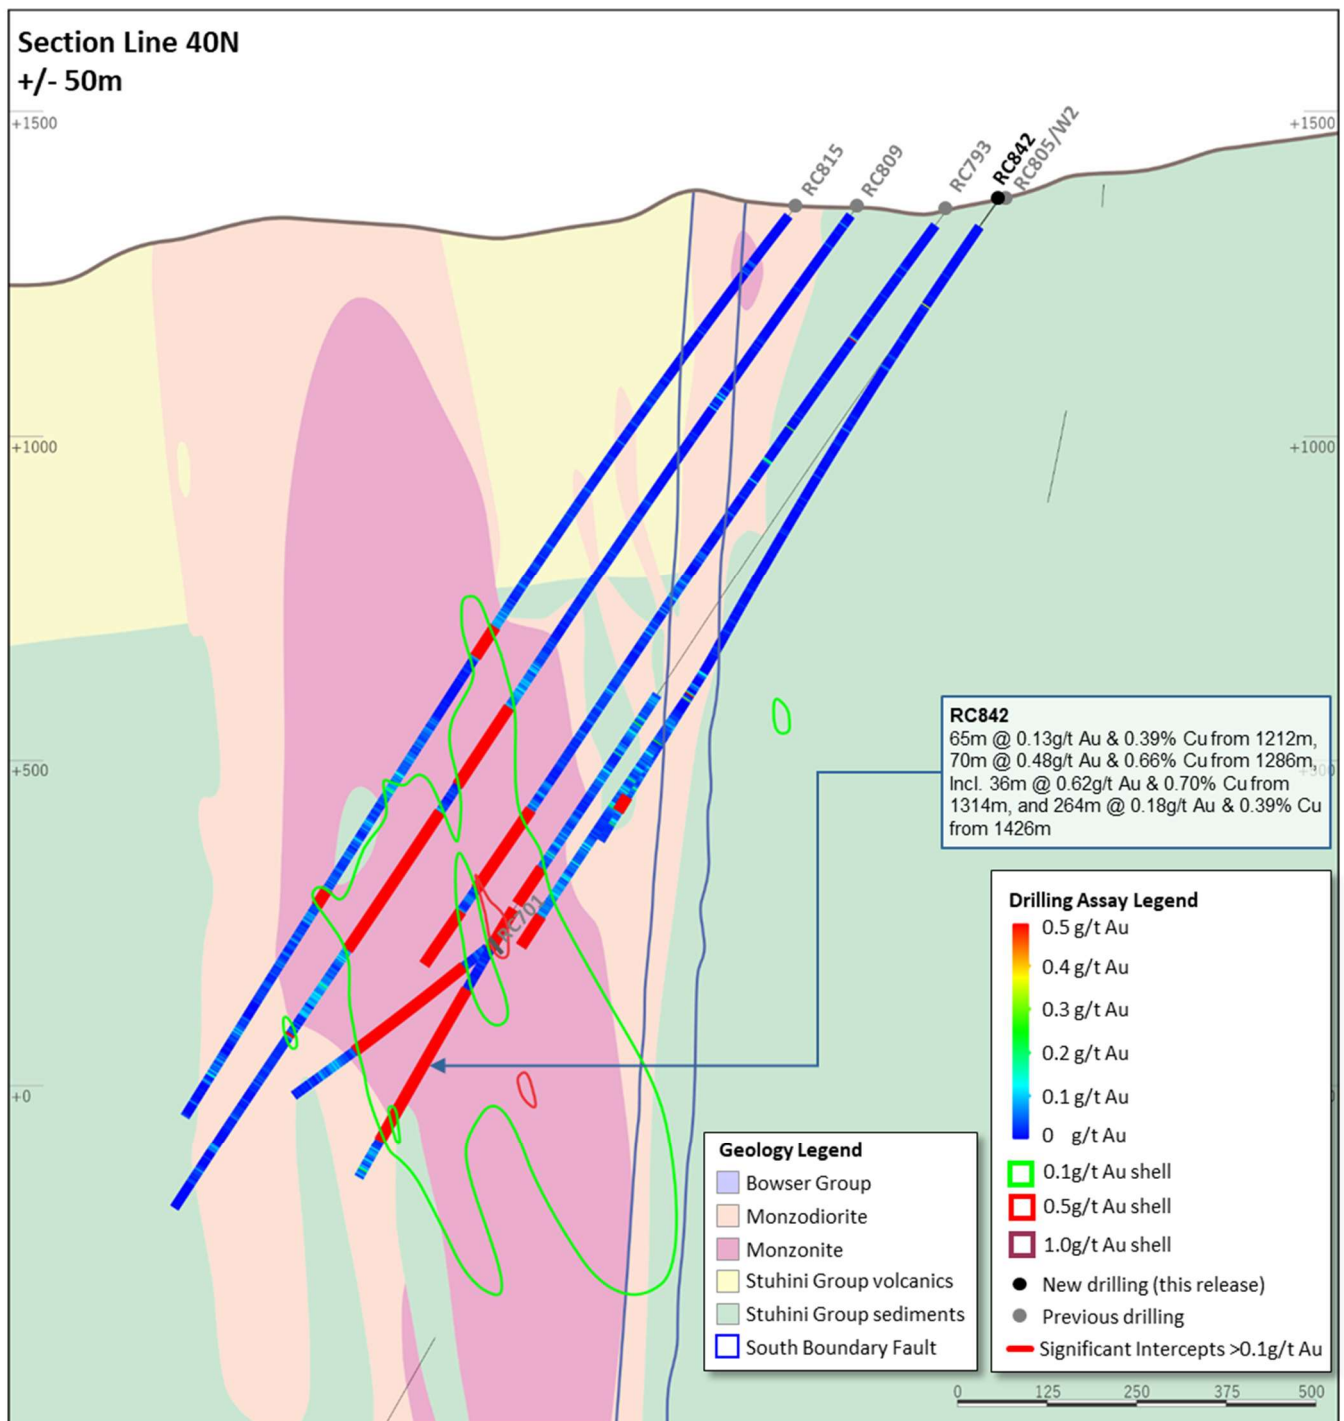 Section Line 40N
+/- 50m
+1500
+1500
RC815
RC809
RC793
RC842
RC805/W2
+1000
+1000
RC842
65m @ 0.13g/t Au & 0.39% Cu from 1212m,
70m @ 0.48g/t Au & 0.66% Cu from 1286m,
Incl. 36m @ 0.62g/t Au & 0.70% Cu from
1314m, and 264m @ 0.18g/t Au & 0.39% Cu
from 1426m
+500
RC701
+0
Drilling Assay Legend
0.5 g/t Au
0.4 g/t Au
0.3 g/t Au
0.2 g/t Au
0.1 g/t Au
0 g/t Au
0.1g/t Au shell
0.5g/t Au shell
1.0g/t Au shell
New drilling (this release)
Previous drilling
Significant Intercepts >0.1g/t Au
Geology Legend
Bowser Group
Monzodiorite
Monzonite
Stuhini Group volcanics
Stuhini Group sediments
South Boundary Fault
0 125 250 375 500